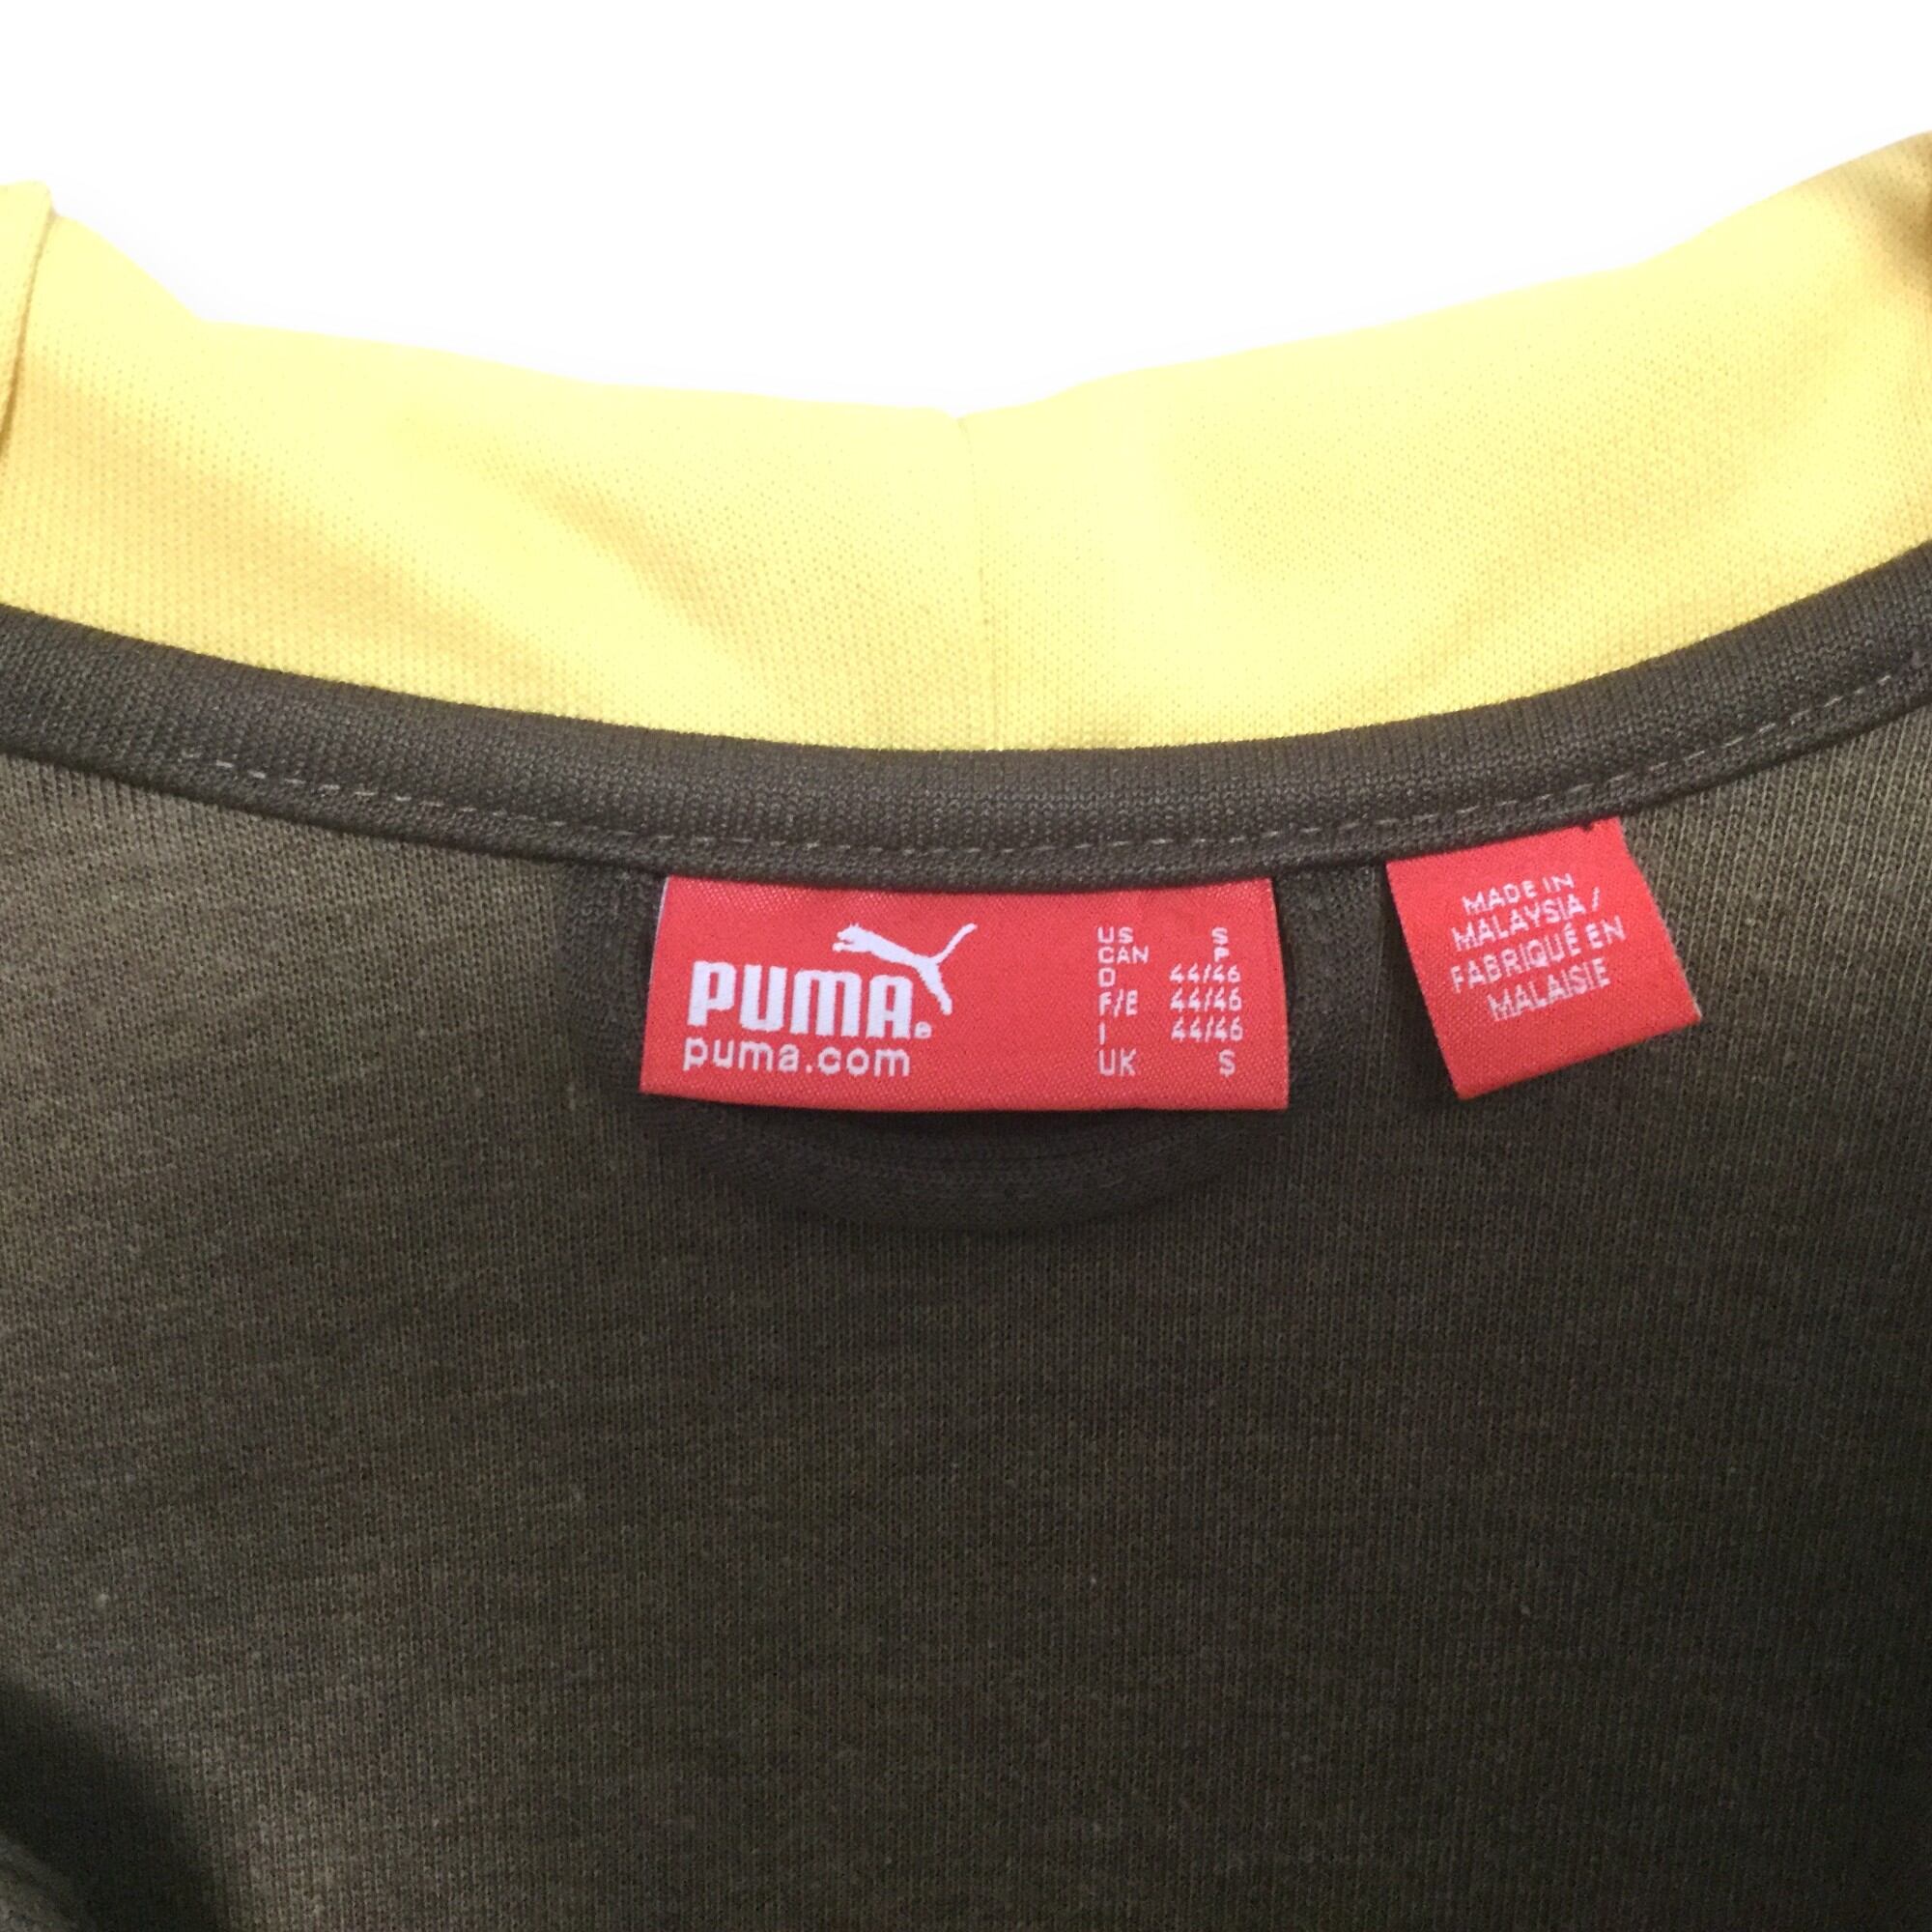 PUMA®
puma.com
US S
CAN P
D 44/46
F/E 44/46
I 44/46
UK S
MADE IN
MALAYSIA /
FABRIQUÉ EN
MALAISIE